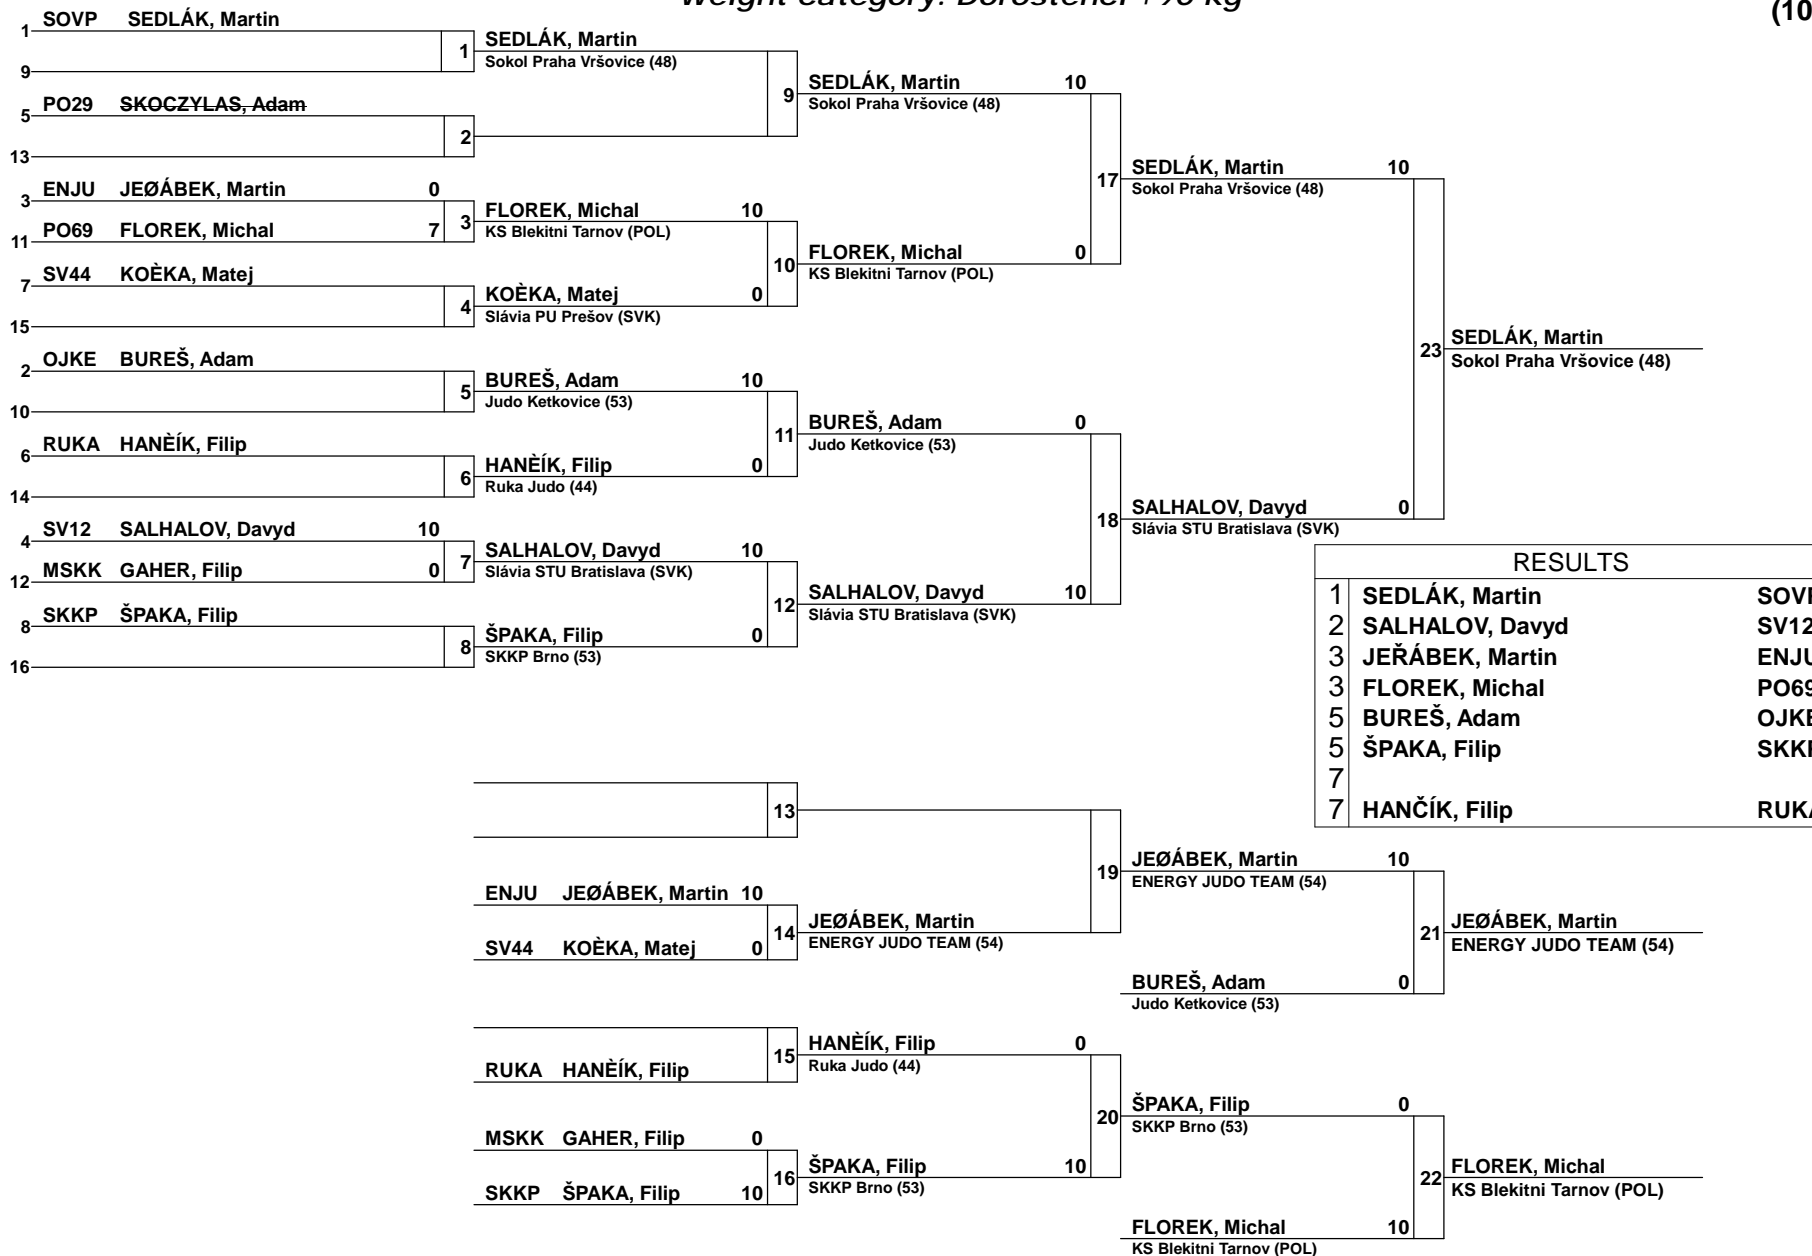 Weight category: Dorostenci +90 kg
(10
1 SOVP SEDLÁK, Martin
9
1 SEDLÁK, Martin
Sokol Praha Vršovice (48)
5 PO29 SKOCZYLAS, Adam
13
2
9 SEDLÁK, Martin 10
Sokol Praha Vršovice (48)
3 ENJU JEØÁBEK, Martin 0
11 PO69 FLOREK, Michal 7
3 FLOREK, Michal 10
KS Blekitni Tarnov (POL)
7 SV44 KOÈKA, Matej
15
4 KOÈKA, Matej 0
Slávia PU Prešov (SVK)
10 FLOREK, Michal 0
KS Blekitni Tarnov (POL)
17 SEDLÁK, Martin 10
Sokol Praha Vršovice (48)
2 OJKE BUREŠ, Adam
10
5 BUREŠ, Adam 10
Judo Ketkovice (53)
6 RUKA HANÈÍK, Filip
14
6 HANÈÍK, Filip 0
Ruka Judo (44)
11 BUREŠ, Adam 0
Judo Ketkovice (53)
4 SV12 SALHALOV, Davyd 10
12 MSKK GAHER, Filip 0
7 SALHALOV, Davyd 10
Slávia STU Bratislava (SVK)
8 SKKP ŠPAKA, Filip
16
8 ŠPAKA, Filip 0
SKKP Brno (53)
12 SALHALOV, Davyd 10
Slávia STU Bratislava (SVK)
18 SALHALOV, Davyd 0
Slávia STU Bratislava (SVK)
23 SEDLÁK, Martin
Sokol Praha Vršovice (48)
RESULTS
1 SEDLÁK, Martin SOVP
2 SALHALOV, Davyd SV12
3 JEŘÁBEK, Martin ENJU
3 FLOREK, Michal PO69
5 BUREŠ, Adam OJKE
5 ŠPAKA, Filip SKKP
7
7 HANČÍK, Filip RUKA
13
ENJU JEØÁBEK, Martin 10
SV44 KOÈKA, Matej 0
14 JEØÁBEK, Martin
ENERGY JUDO TEAM (54)
19 JEØÁBEK, Martin 10
ENERGY JUDO TEAM (54)
BUREŠ, Adam 0
Judo Ketkovice (53)
21 JEØÁBEK, Martin
ENERGY JUDO TEAM (54)
RUKA HANÈÍK, Filip
15 HANÈÍK, Filip 0
Ruka Judo (44)
MSKK GAHER, Filip 0
SKKP ŠPAKA, Filip 10
16 ŠPAKA, Filip 10
SKKP Brno (53)
20 ŠPAKA, Filip 0
SKKP Brno (53)
FLOREK, Michal 10
KS Blekitni Tarnov (POL)
22 FLOREK, Michal
KS Blekitni Tarnov (POL)